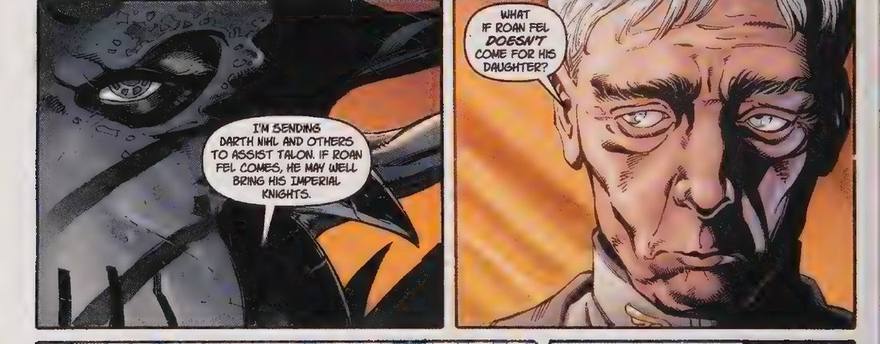 I'M SENDING
DARTH NIHL AND OTHERS
TO ASSIST TALON. IF ROAN
FEL COMES, HE MAY WELL
BRING HIS IMPERIAL
KNIGHTS.
WHAT
IF ROAN FEL
DOESN'T
COME FOR HIS
DAUGHTER?